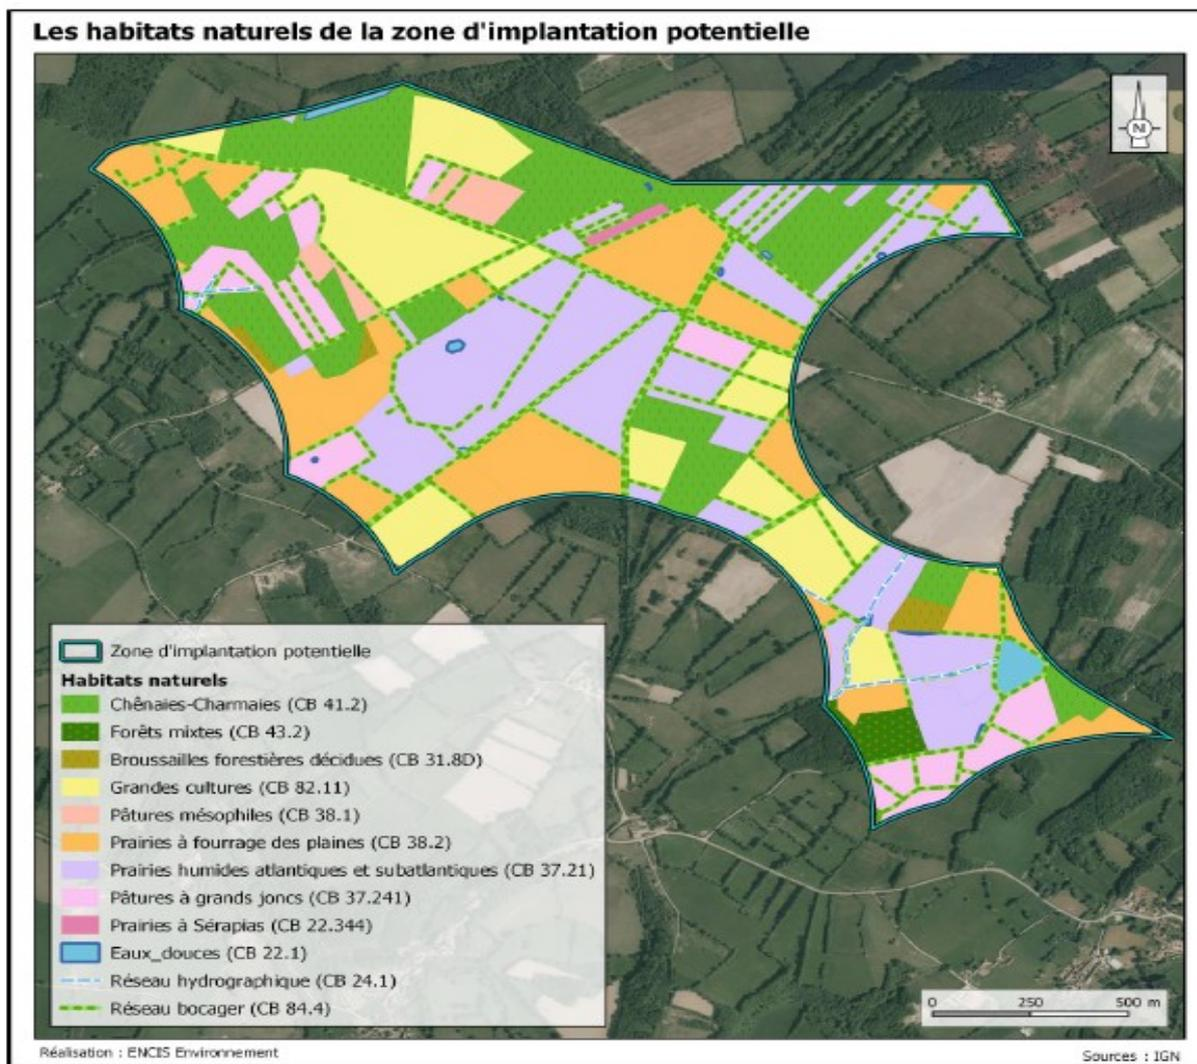 Les habitats naturels de la zone d'implantation potentielle
N
Zone d'implantation potentielle
Habitats naturels
Chênaies-Charmaies (CB 41.2)
Forêts mixtes (CB 43.2)
Broussailles forestières décidues (CB 31.8D)
Grandes cultures (CB 82.11)
Pâtures mésophiles (CB 38.1)
Prairies à fourrage des plaines (CB 38.2)
Prairies humides atlantiques et subatlantiques (CB 37.21)
Pâtures à grands joncs (CB 37.241)
Prairies à Sérapias (CB 22.344)
Eaux_douces (CB 22.1)
Réseau hydrographique (CB 24.1)
Réseau bocager (CB 84.4)
0 250 500 m
Réalisation : ENCIS Environnement
Sources : IGN